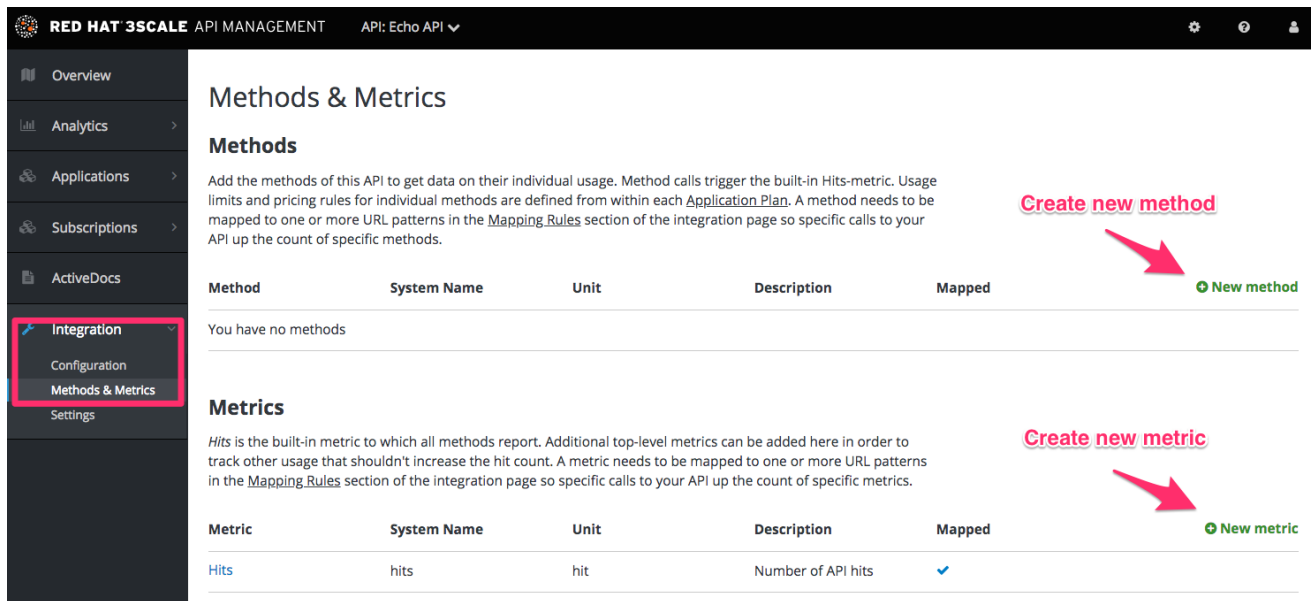 RED HAT® 3SCALE API MANAGEMENT API: Echo API
Overview
Analytics
Applications
Subscriptions
ActiveDocs
Integration
Configuration
Methods & Metrics
Settings
Methods & Metrics
Methods
Add the methods of this API to get data on their individual usage. Method calls trigger the built-in Hits-metric. Usage
limits and pricing rules for individual methods are defined from within each Application Plan. A method needs to be
mapped to one or more URL patterns in the Mapping Rules section of the integration page so specific calls to your
API up the count of specific methods.
Create new method
Method System Name Unit Description Mapped New method
You have no methods
Metrics
Hits is the built-in metric to which all methods report. Additional top-level metrics can be added here in order to
track other usage that shouldn't increase the hit count. A metric needs to be mapped to one or more URL patterns
in the Mapping Rules section of the integration page so specific calls to your API up the count of specific metrics.
Create new metric
Metric System Name Unit Description Mapped New metric
Hits hits hit Number of API hits